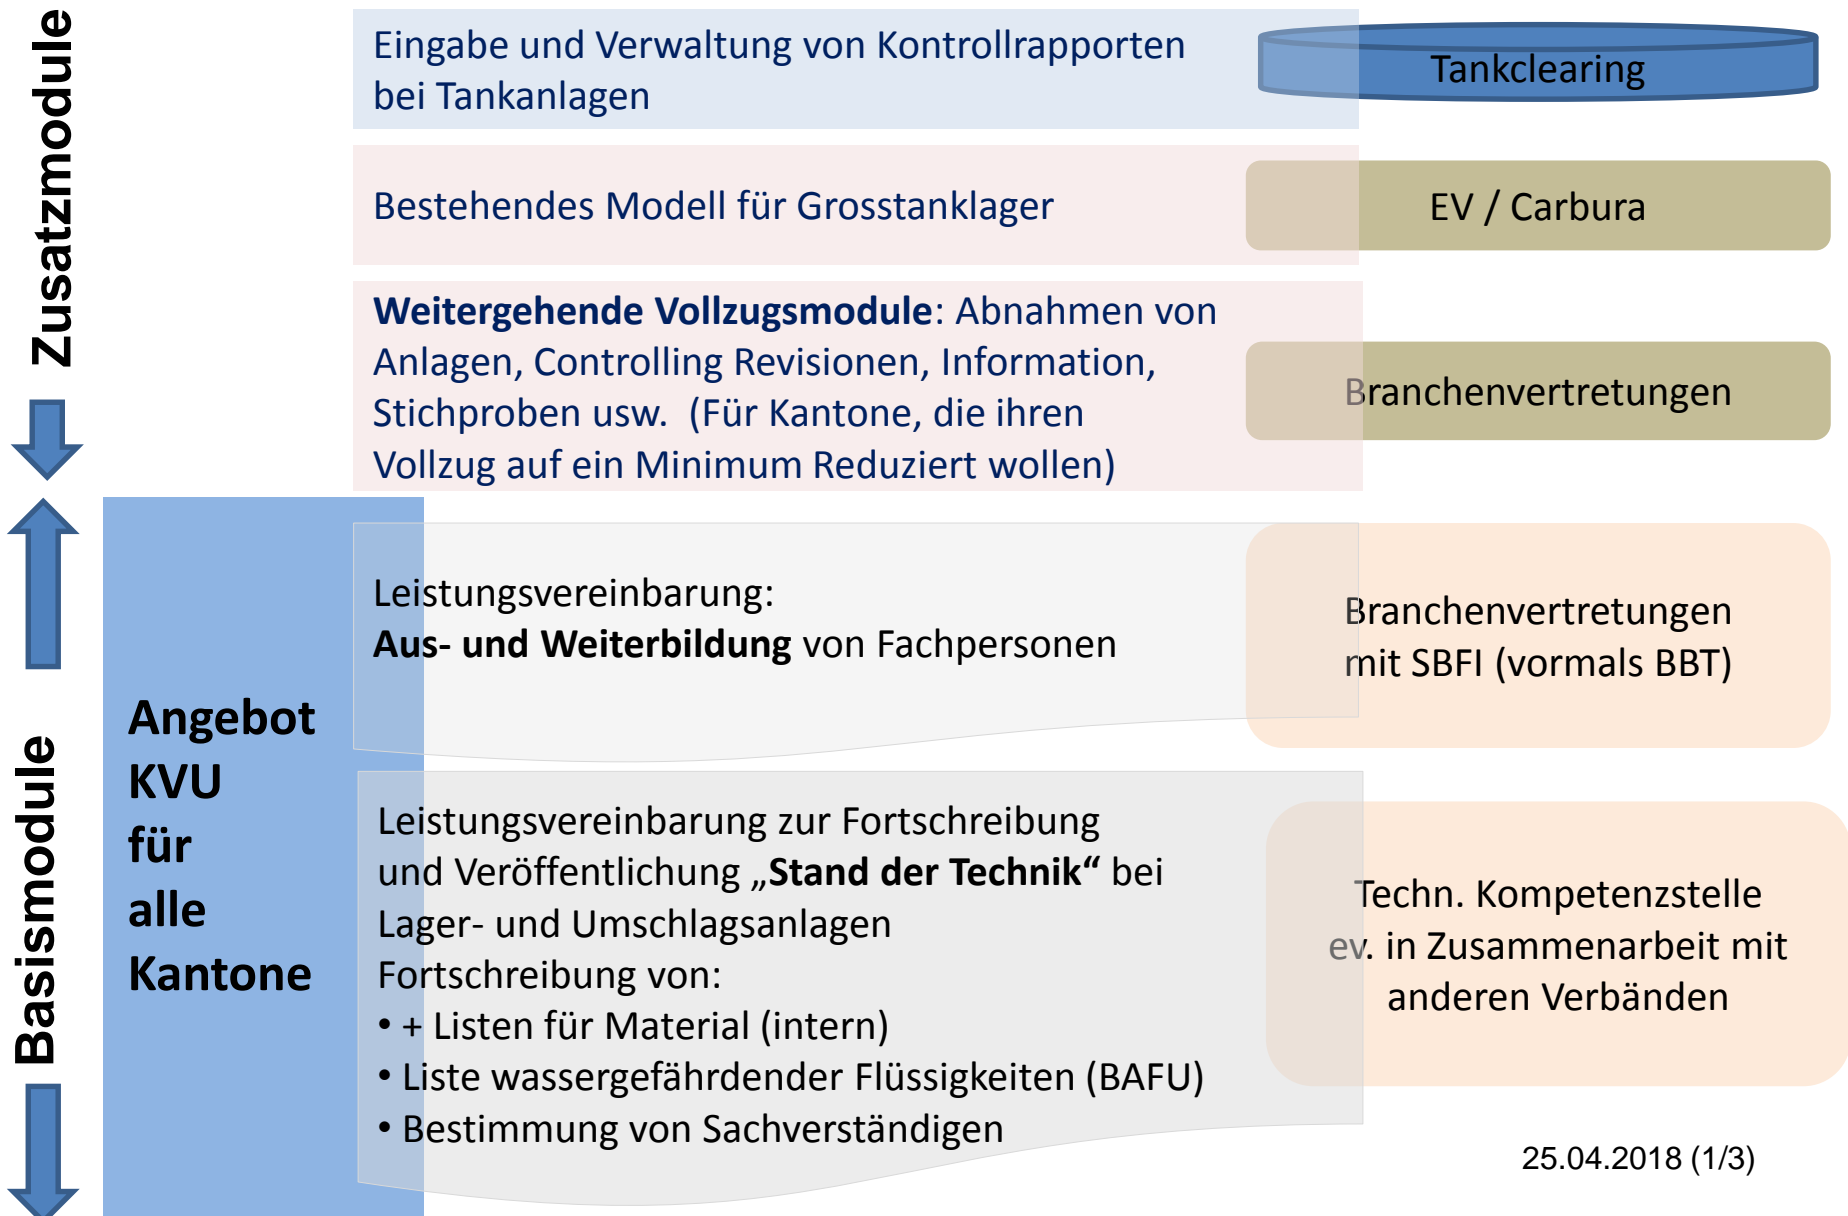 Zusatzmodule
Eingabe und Verwaltung von Kontrollrapporten
bei Tankanlagen
Tankclearing
Bestehendes Modell für Grosstanklager
EV / Carbura
Weitergehende Vollzugsmodule: Abnahmen von
Anlagen, Controlling Revisionen, Information,
Stichproben usw.  (Für Kantone, die ihren
Vollzug auf ein Minimum Reduziert wollen)
Branchenvertretungen
Basismodule
Angebot
KVU
für
alle
Kantone
Leistungsvereinbarung:
Aus- und Weiterbildung von Fachpersonen
Branchenvertretungen
mit SBFI (vormals BBT)
Leistungsvereinbarung zur Fortschreibung
und Veröffentlichung „Stand der Technik“ bei
Lager- und Umschlagsanlagen
Fortschreibung von:
• + Listen für Material (intern)
• Liste wassergefährdender Flüssigkeiten (BAFU)
• Bestimmung von Sachverständigen
Techn. Kompetenzstelle
ev. in Zusammenarbeit mit
anderen Verbänden
25.04.2018 (1/3)